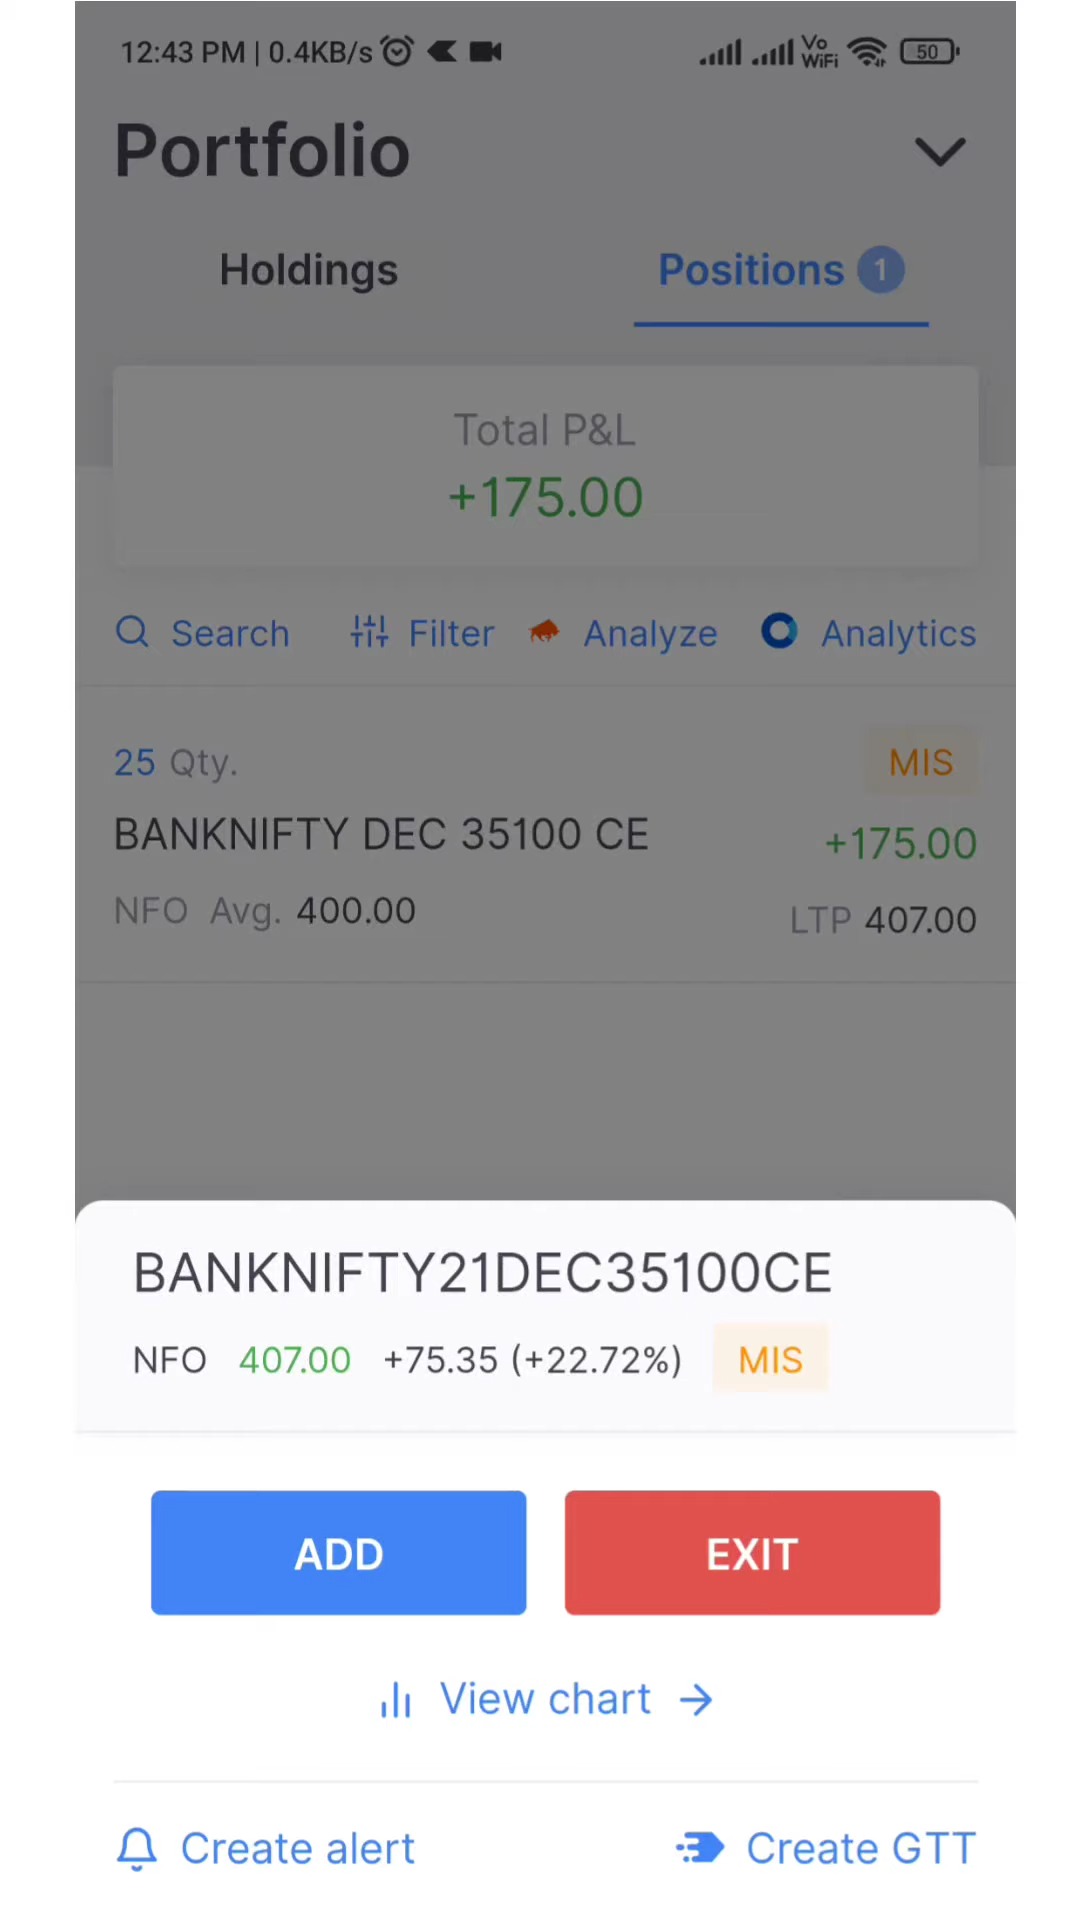 12:43 PM | 0.4KB/s Vo WiFi 50
Portfolio
Holdings Positions 1
Total P&L
+175.00
Search Filter Analyze Analytics
25 Qty. MIS
BANKNIFTY DEC 35100 CE +175.00
NFO Avg. 400.00 LTP 407.00
BANKNIFTY21DEC35100CE
NFO 407.00 +75.35 (+22.72%) MIS
ADD EXIT
View chart →
Create alert Create GTT